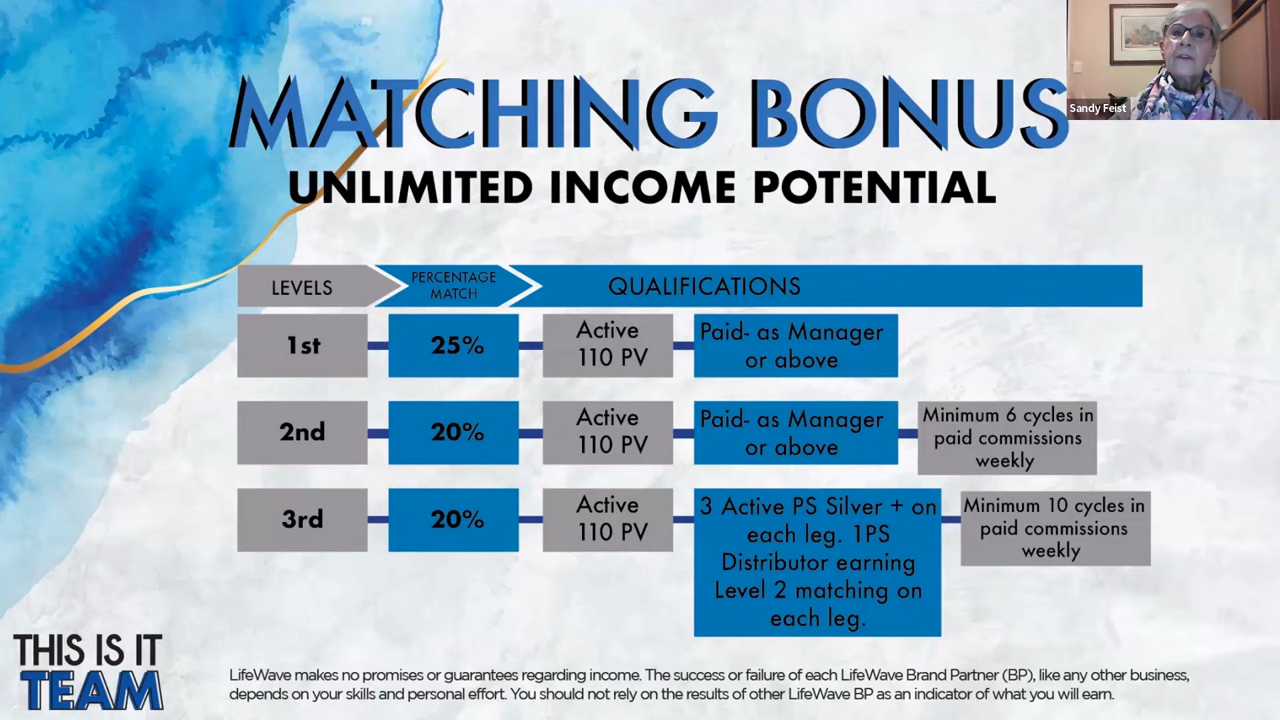 Sandy Feist
MATCHING BONUS
UNLIMITED INCOME POTENTIAL
LEVELS
PERCENTAGE
MATCH
QUALIFICATIONS
1st
25%
Active
110 PV
Paid- as Manager
or above
2nd
20%
Active
110 PV
Paid- as Manager
or above
Minimum 6 cycles in
paid commissions
weekly
3rd
20%
Active
110 PV
3 Active PS Silver + on
each leg. 1PS
Distributor earning
Level 2 matching on
each leg.
Minimum 10 cycles in
paid commissions
weekly
THIS IS IT
TEAM
LifeWave makes no promises or guarantees regarding income. The success or failure of each LifeWave Brand Partner (BP), like any other business,
depends on your skills and personal effort. You should not rely on the results of other LifeWave BP as an indicator of what you will earn.